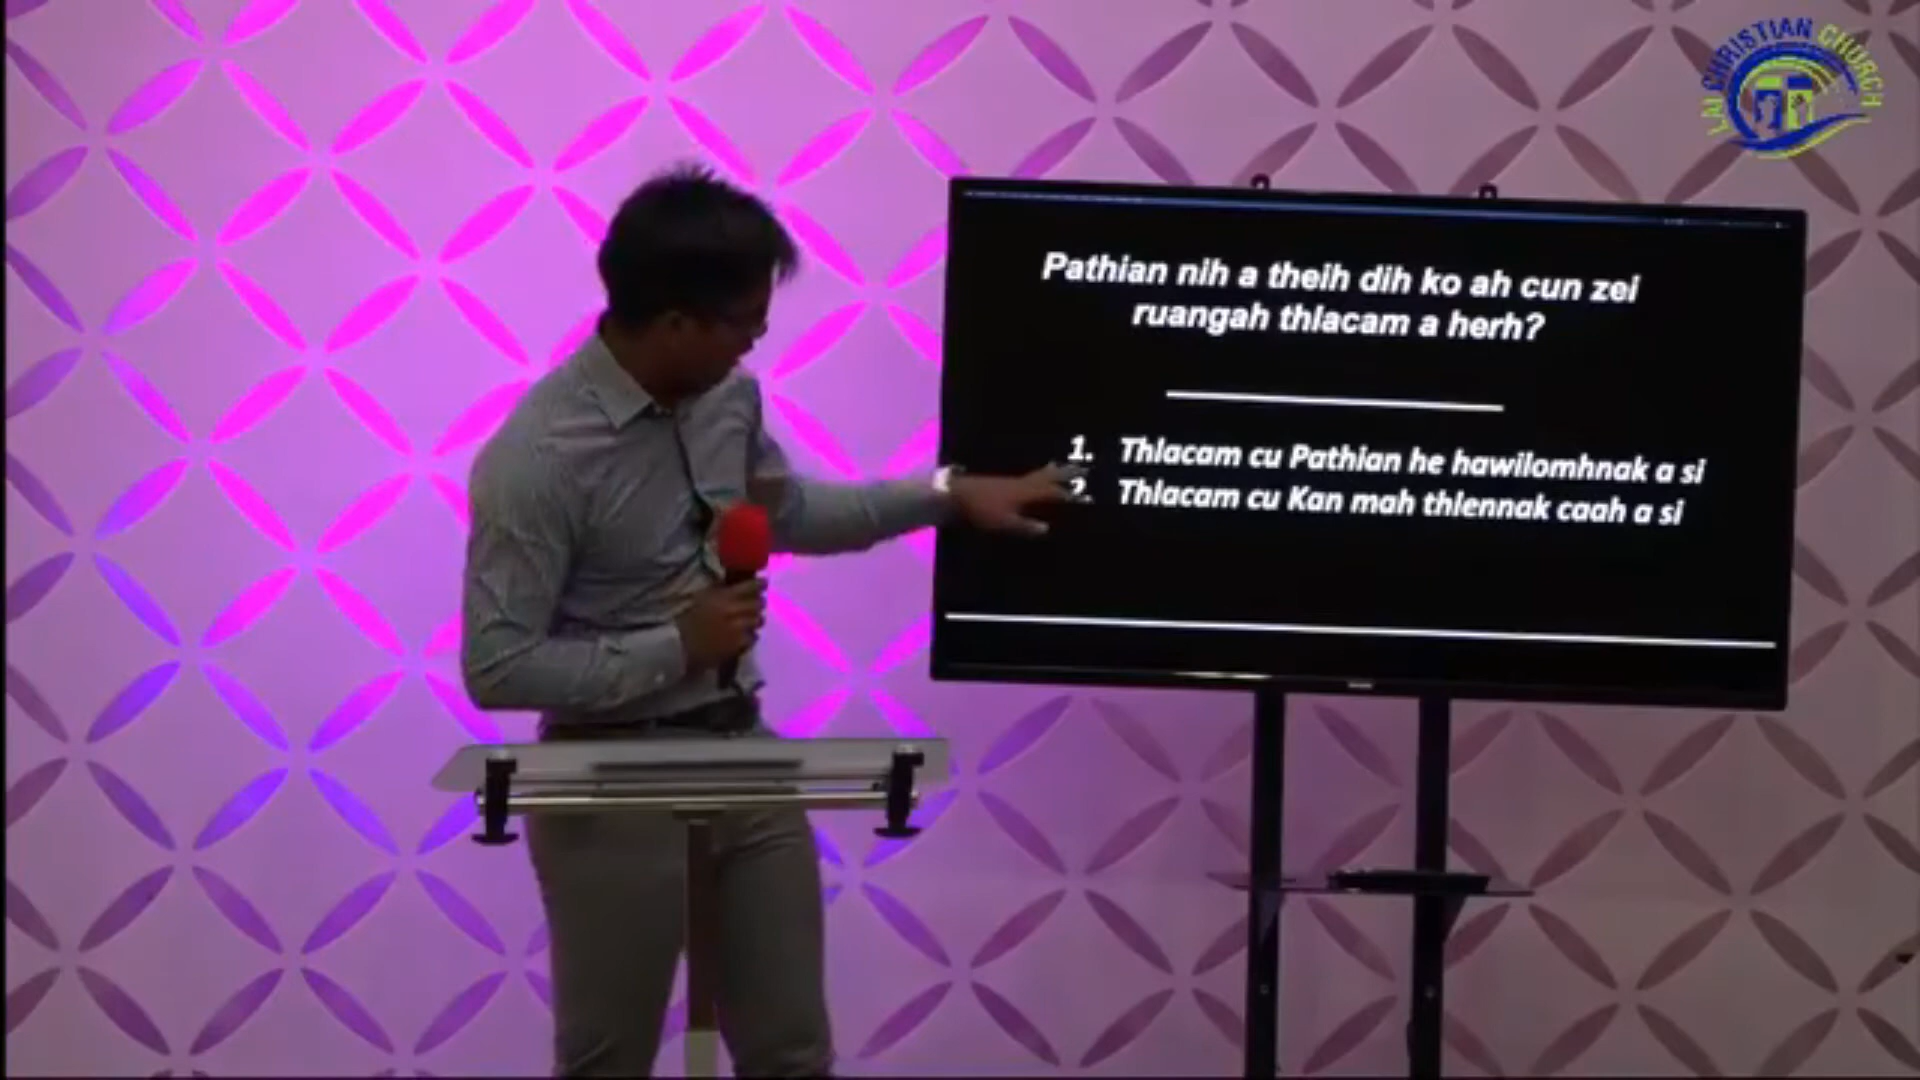 LAI CHRISTIAN CHURCH
Pathian nih a theih dih ko ah cun zei
ruangah thlacam a herh?
1. Thlacam cu Pathian he hawilomhnak a si
2. Thlacam cu Kan mah thlennak caah a si